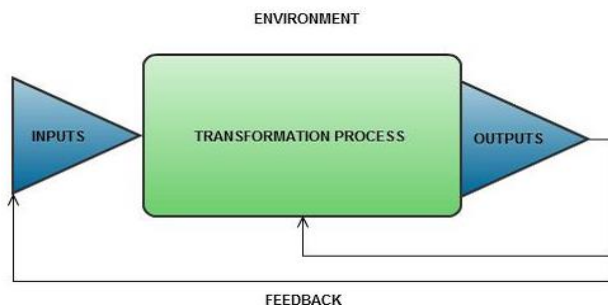 ENVIRONMENT
INPUTS
TRANSFORMATION PROCESS
OUTPUTS
FEEDBACK